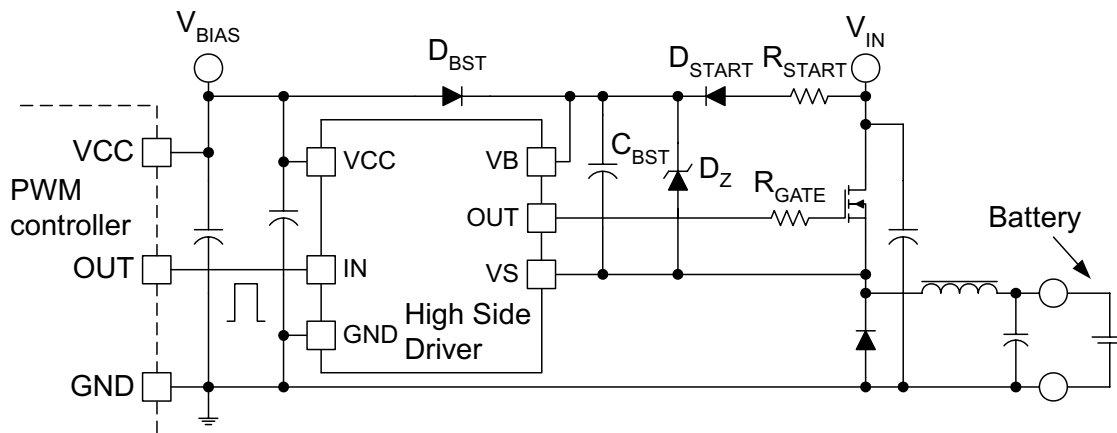 V_BIAS
V_IN
D_BST
D_START
R_START
VCC
VCC
VB
C_BST
D_Z
PWM
controller
OUT
R_GATE
Battery
OUT
IN
VS
GND
High Side
Driver
GND